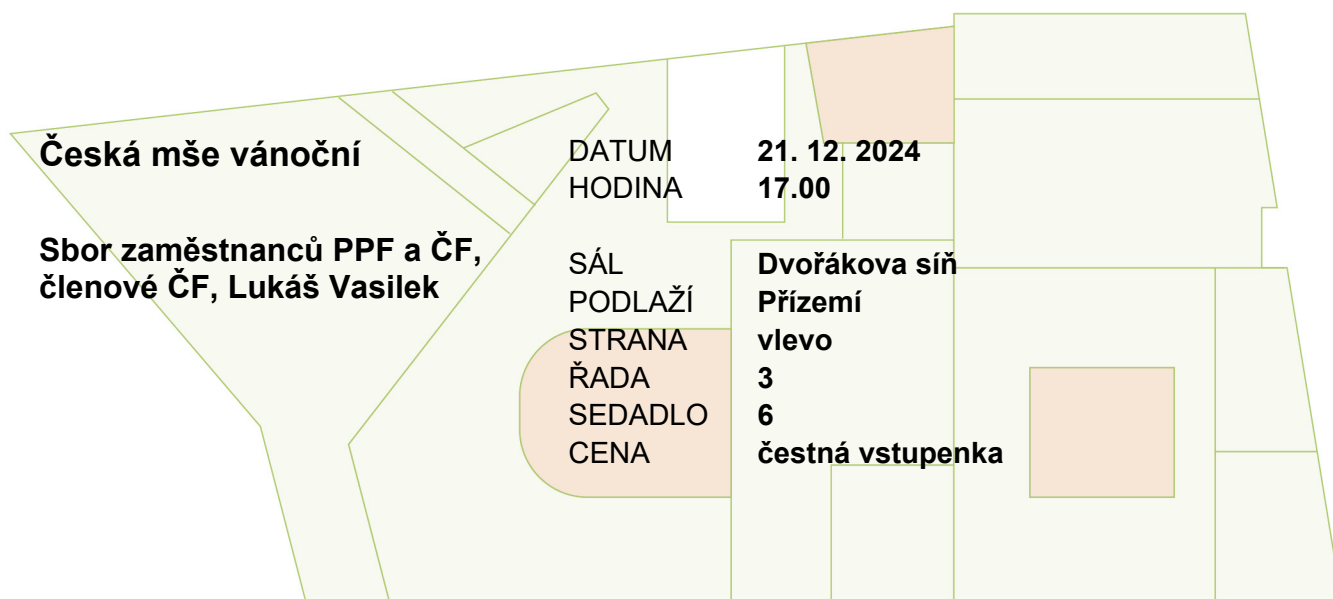 Česká mše vánoční
Sbor zaměstnanců PPF a ČF,
členové ČF, Lukáš Vasilek
DATUM 21. 12. 2024
HODINA 17.00
SÁL Dvořákova síň
PODLAŽÍ Přízemí
STRANA vlevo
ŘADA 3
SEDADLO 6
CENA čestná vstupenka